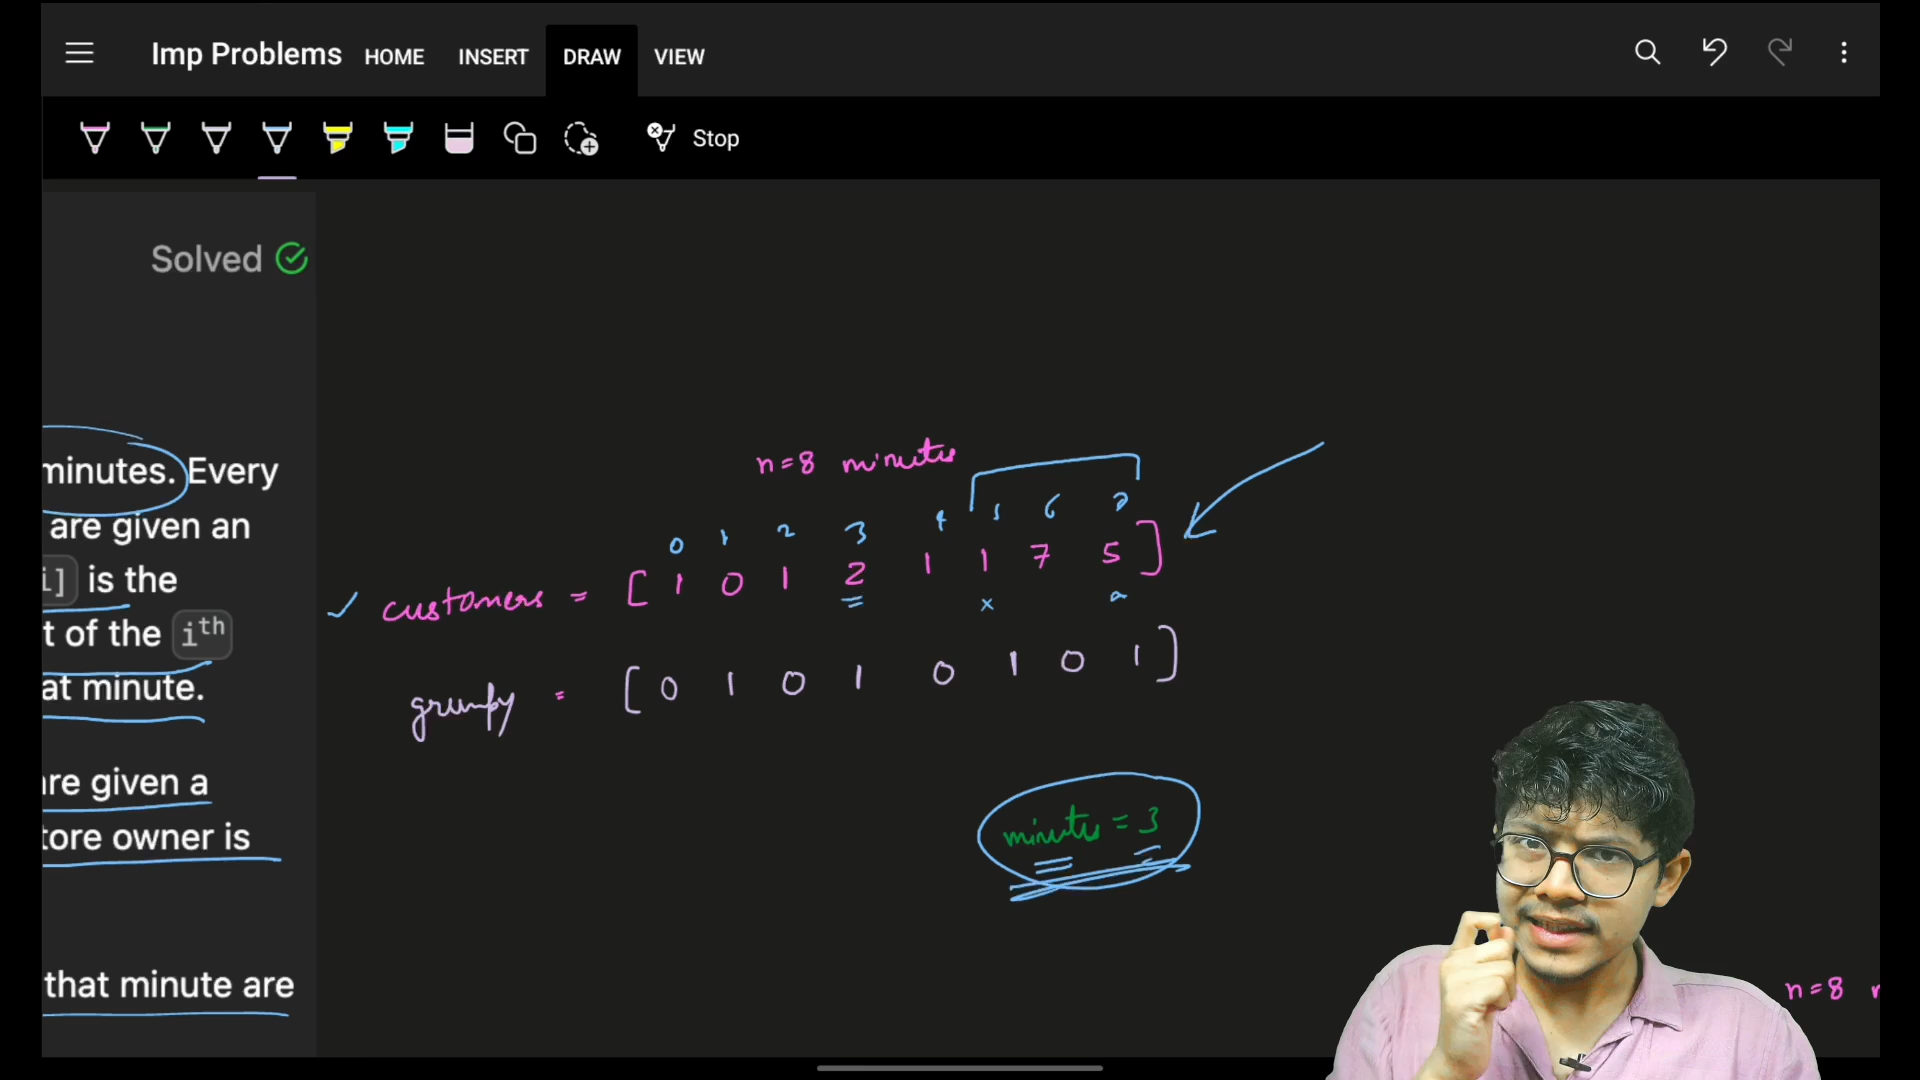 Imp Problems HOME INSERT DRAW VIEW
Stop
Solved
minutes. Every
are given an
i] is the
t of the ith
at minute.
are given a
tore owner is
that minute are
n=8 minutes
0 1 2 3 4 5 6 7
customers = [ 1 0 1 2 1 1 7 5 ]
x
grumpy = [ 0 1 0 1 0 1 0 1 ]
minutes = 3
n=8